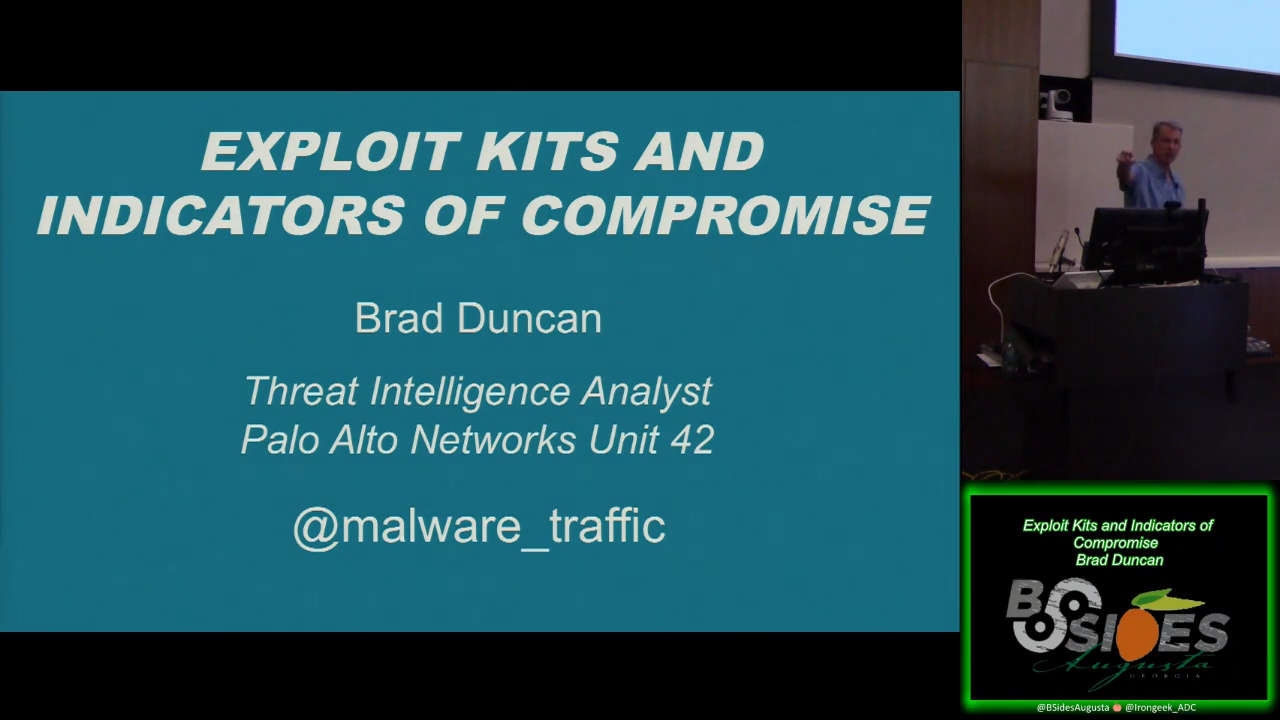 EXPLOIT KITS AND
INDICATORS OF COMPROMISE
Brad Duncan
Threat Intelligence Analyst
Palo Alto Networks Unit 42
@malware_traffic
Exploit Kits and Indicators of
Compromise
Brad Duncan
BSIDES
Augusta
GEORGIA
@BSidesAugusta @Irongeek_ADC